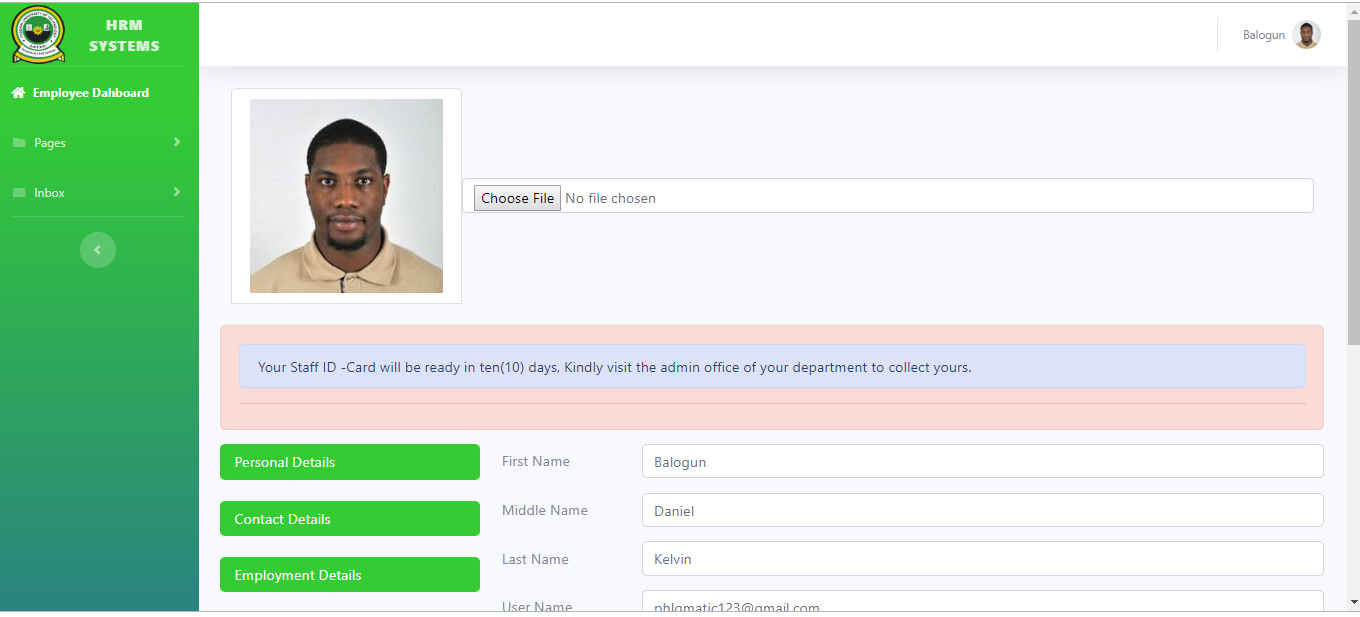 HRM
SYSTEMS
Balogun
Employee Dahboard
Pages
Inbox
Choose File No file chosen
Your Staff ID -Card will be ready in ten(10) days, Kindly visit the admin office of your department to collect yours.
Personal Details
First Name Balogun
Middle Name Daniel
Contact Details
Last Name Kelvin
Employment Details
User Name phlgmatic123@gmail.com